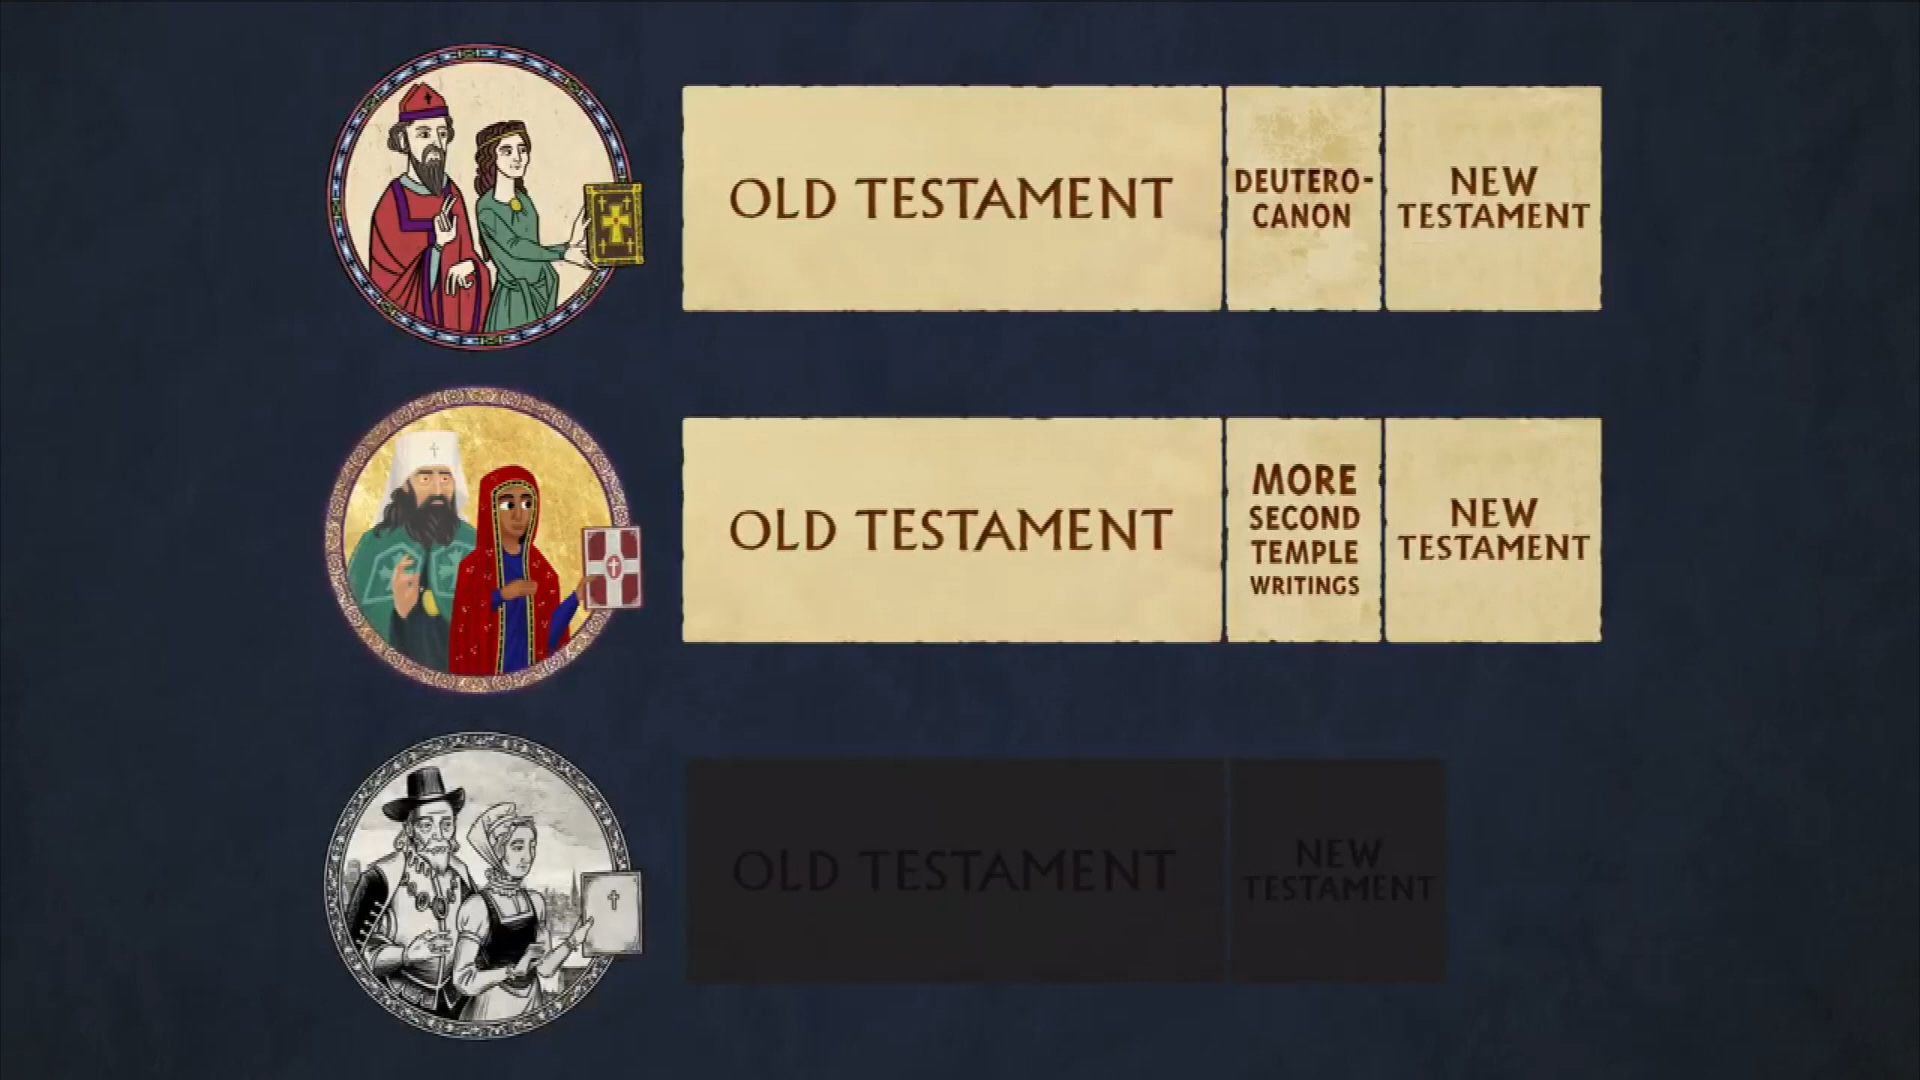 OLD TESTAMENT
DEUTERO-
CANON
NEW
TESTAMENT
OLD TESTAMENT
MORE
SECOND
TEMPLE
WRITINGS
NEW
TESTAMENT
OLD TESTAMENT
NEW
TESTAMENT